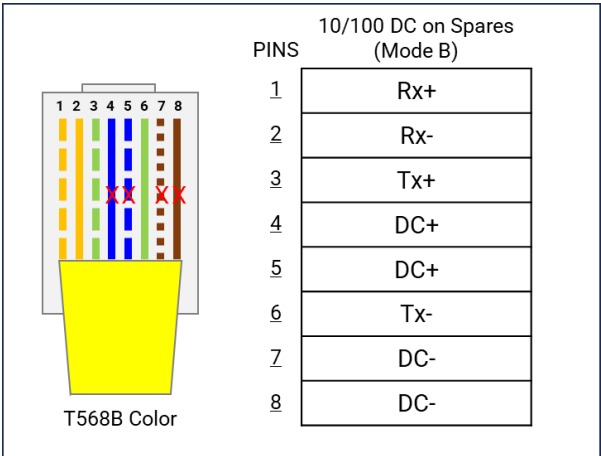 10/100 DC on Spares
PINS (Mode B)
1 2 3 4 5 6 7 8
X X X X
1 Rx+
2 Rx-
3 Tx+
4 DC+
5 DC+
6 Tx-
7 DC-
8 DC-
T568B Color